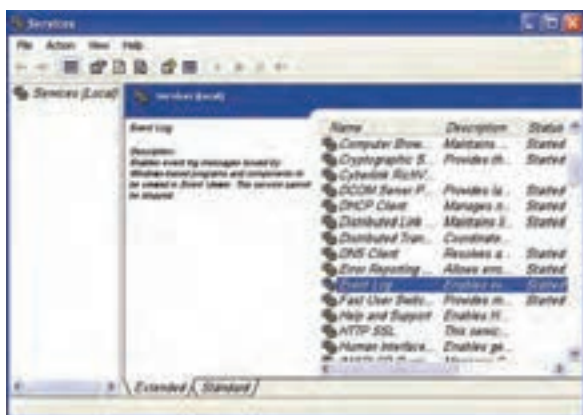 Services
File Action View Help
Services (Local)
Services (Local)
Event Log
Description:
Enables event log messages issued by
Windows-based programs and components to
be viewed in Event Viewer. This service cannot
be stopped.
Name Description Status
Computer Brow... Maintains ... Started
Cryptographic S... Provides th... Started
Cyberlink RichV...
DCOM Server P... Provides la... Started
DHCP Client Manages n... Started
Distributed Link ... Maintains li... Started
Distributed Tran... Coordinate...
DNS Client Resolves a... Started
Error Reporting ... Allows erro... Started
Event Log Enables ev... Started
Fast User Switc... Provides m... Started
Help and Support Enables H...
HTTP SSL This servic...
Human Interface... Enables ge...
Extended Standard